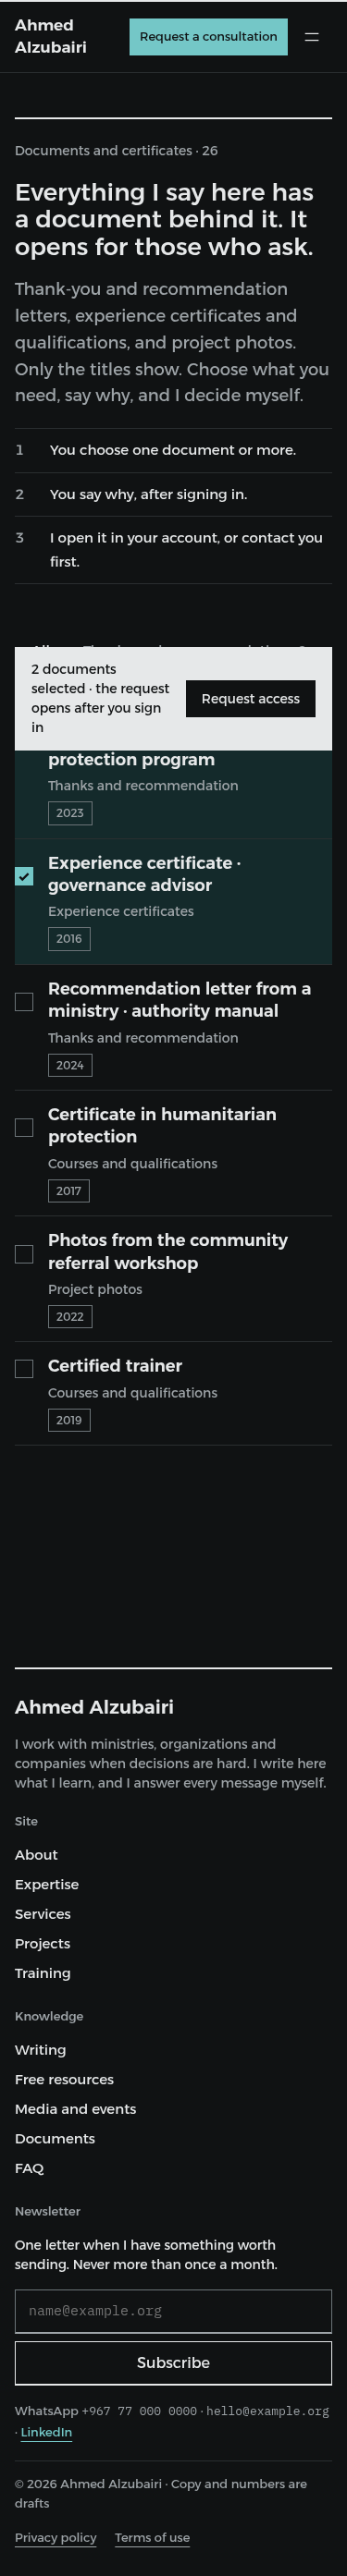 Ahmed
Alzubairi
Request a consultation
Documents and certificates · 26
Everything I say here has
a document behind it. It
opens for those who ask.
Thank-you and recommendation
letters, experience certificates and
qualifications, and project photos.
Only the titles show. Choose what you
need, say why, and I decide myself.
1 You choose one document or more.
2 You say why, after signing in.
3 I open it in your account, or contact you
first.
2 documents
selected · the request
opens after you sign
in
Request access
protection program
Thanks and recommendation
2023
Experience certificate ·
governance advisor
Experience certificates
2016
Recommendation letter from a
ministry · authority manual
Thanks and recommendation
2024
Certificate in humanitarian
protection
Courses and qualifications
2017
Photos from the community
referral workshop
Project photos
2022
Certified trainer
Courses and qualifications
2019
Ahmed Alzubairi
I work with ministries, organizations and
companies when decisions are hard. I write here
what I learn, and I answer every message myself.
Site
About
Expertise
Services
Projects
Training
Knowledge
Writing
Free resources
Media and events
Documents
FAQ
Newsletter
One letter when I have something worth
sending. Never more than once a month.
name@example.org
Subscribe
WhatsApp +967 77 000 0000 · hello@example.org
· LinkedIn
© 2026 Ahmed Alzubairi · Copy and numbers are
drafts
Privacy policy Terms of use